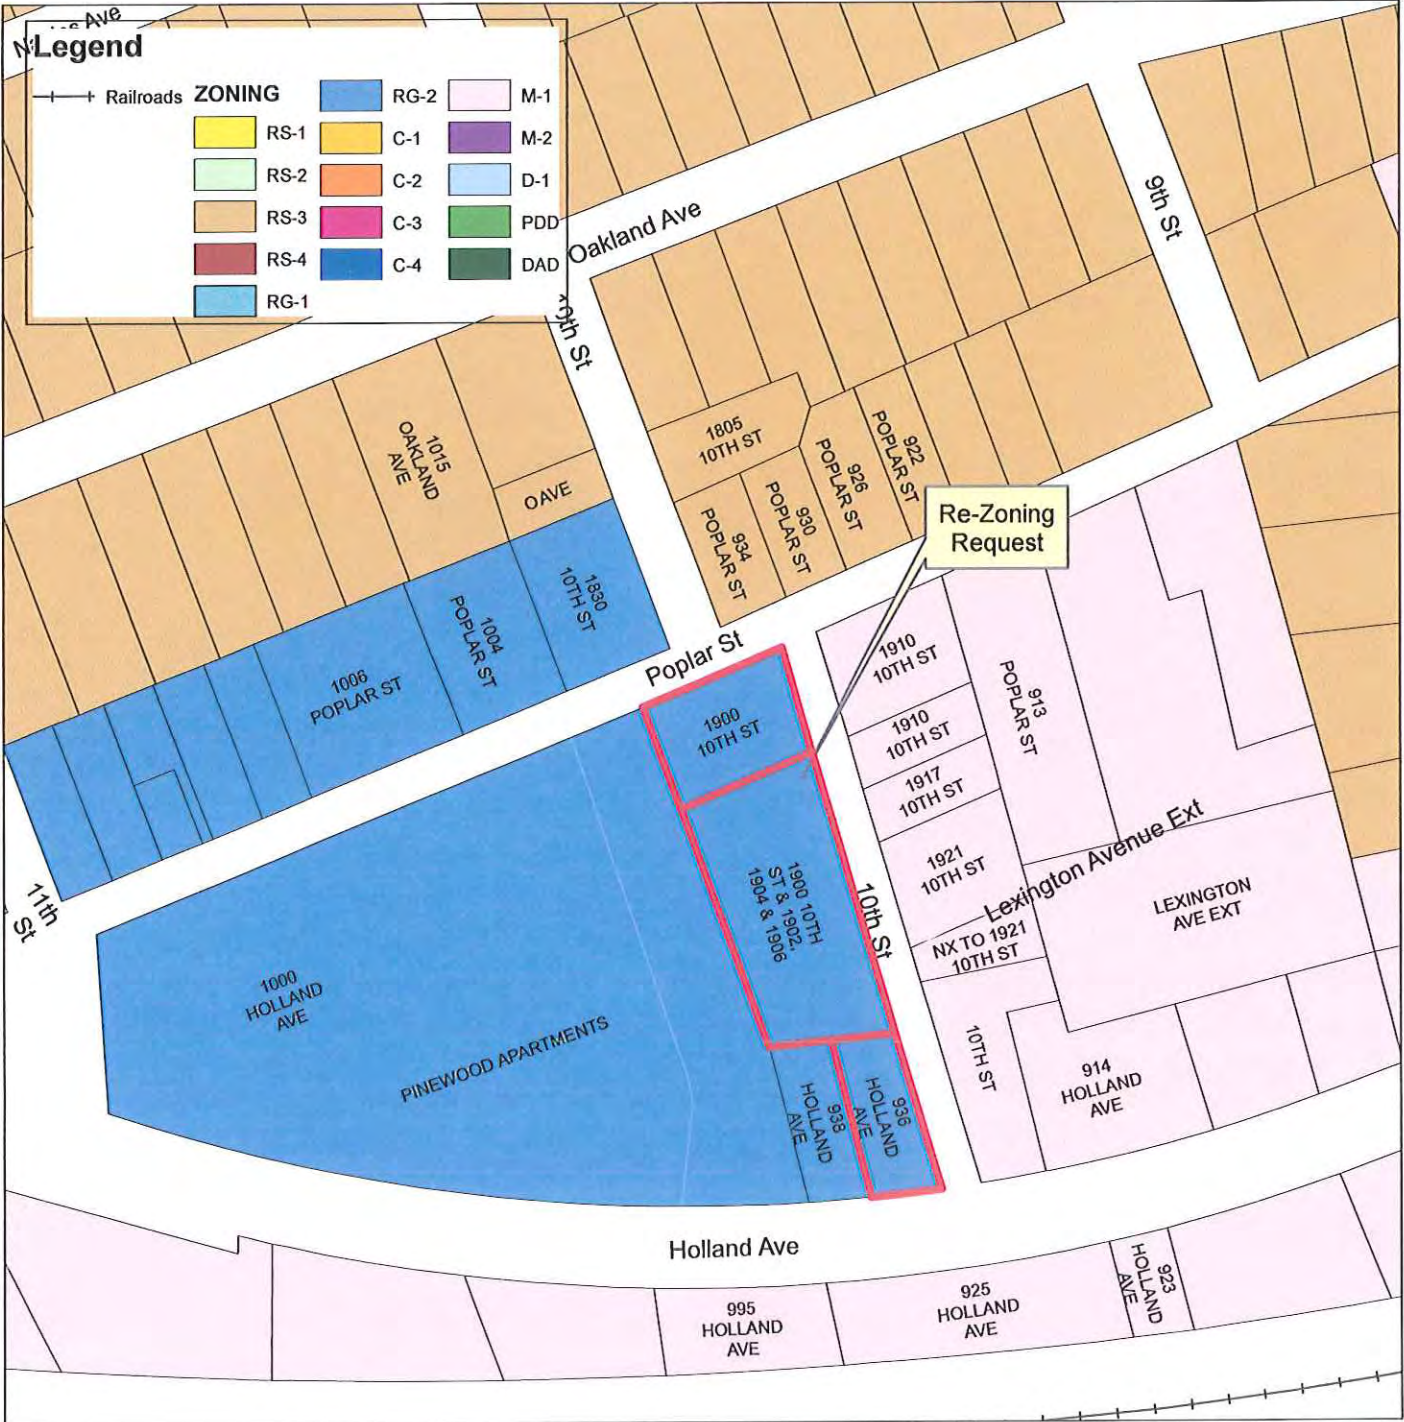 Ave
Legend
Railroads
ZONING
RS-1
RS-2
RS-3
RS-4
RG-1
RG-2
C-1
C-2
C-3
C-4
M-1
M-2
D-1
PDD
DAD
Oakland Ave
10th St
9th St
1015
OAKLAND
AVE
O AVE
1805
10TH ST
922
POPLAR ST
926
POPLAR ST
930
POPLAR ST
934
POPLAR ST
Re-Zoning
Request
1830
10TH ST
1004
POPLAR ST
1006
POPLAR ST
Poplar St
1900
10TH ST
1910
10TH ST
1910
10TH ST
1917
10TH ST
1921
10TH ST
913
POPLAR ST
Lexington Avenue Ext
NX TO 1921
10TH ST
LEXINGTON
AVE EXT
11th
St
1900 10TH
ST & 1902,
1904 & 1906
10th St
1000
HOLLAND
AVE
PINEWOOD APARTMENTS
938
HOLLAND
AVE
936
HOLLAND
AVE
10TH ST
914
HOLLAND
AVE
Holland Ave
995
HOLLAND
AVE
925
HOLLAND
AVE
923
HOLLAND
AVE